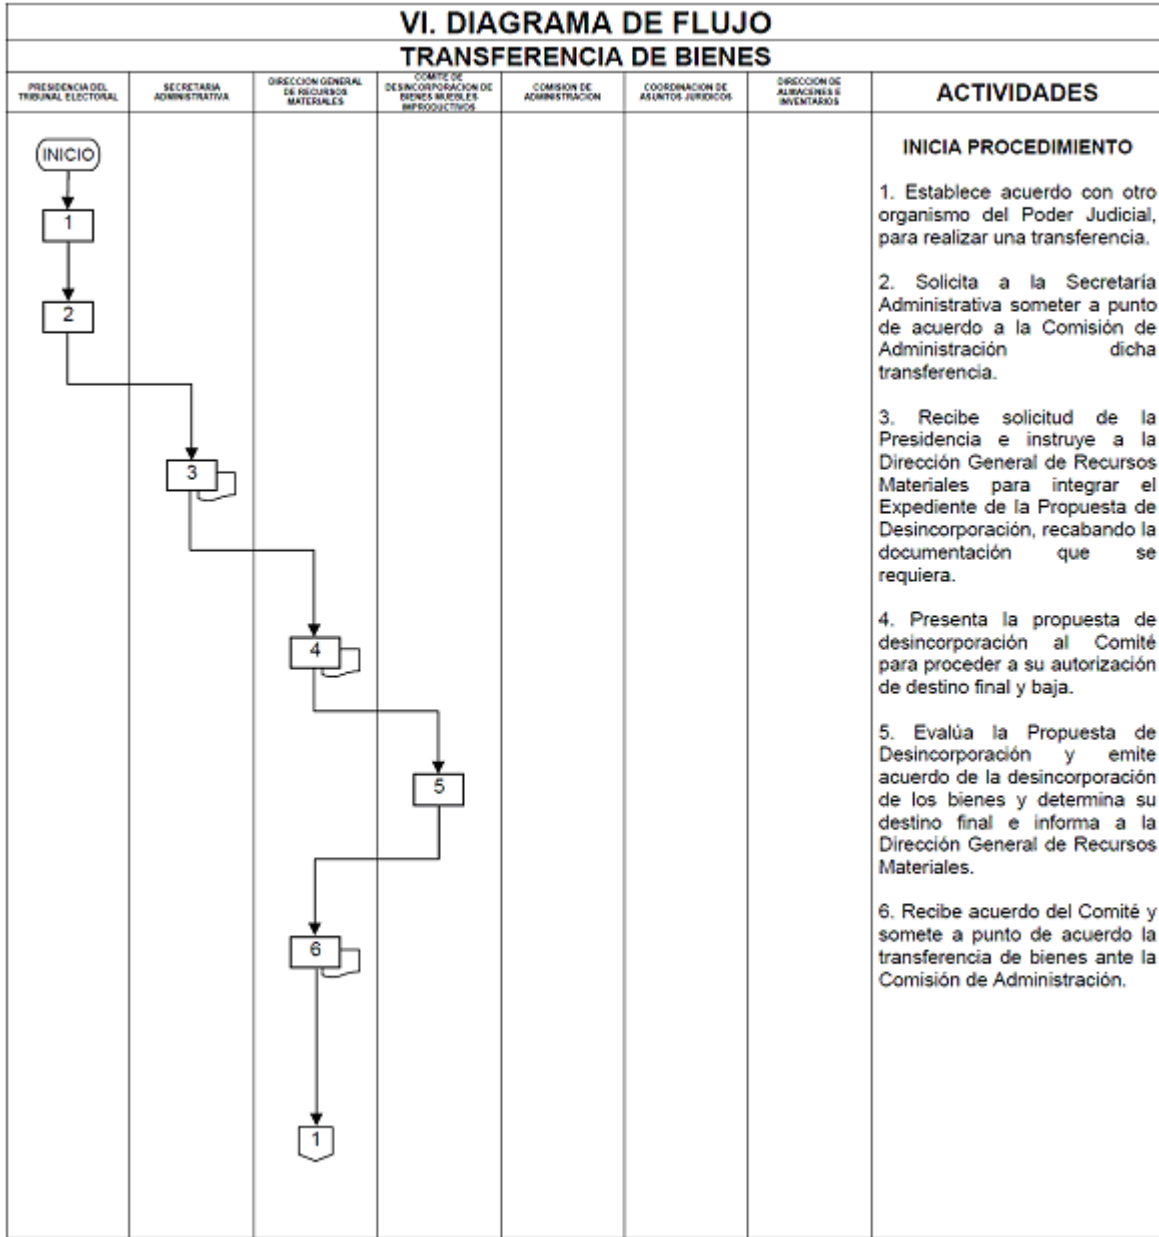 VI. DIAGRAMA DE FLUJO
TRANSFERENCIA DE BIENES
PRESIDENCIA DEL
TRIBUNAL ELECTORAL
SECRETARIA
ADMINISTRATIVA
DIRECCION GENERAL
DE RECURSOS
MATERIALES
COMITE DE
DESINCORPORACION DE
BIENES MUEBLES
IMPRODUCTIVOS
COMISION DE
ADMINISTRACION
COORDINACION DE
ASUNTOS JURIDICOS
DIRECCION DE
ALMACENES E
INVENTARIOS
ACTIVIDADES
INICIO
1
2
3
4
5
6
1
INICIA PROCEDIMIENTO
1. Establece acuerdo con otro
organismo del Poder Judicial,
para realizar una transferencia.
2. Solicita a la Secretaría
Administrativa someter a punto
de acuerdo a la Comisión de
Administración dicha
transferencia.
3. Recibe solicitud de la
Presidencia e instruye a la
Dirección General de Recursos
Materiales para integrar el
Expediente de la Propuesta de
Desincorporación, recabando la
documentación que se
requiera.
4. Presenta la propuesta de
desincorporación al Comité
para proceder a su autorización
de destino final y baja.
5. Evalúa la Propuesta de
Desincorporación y emite
acuerdo de la desincorporación
de los bienes y determina su
destino final e informa a la
Dirección General de Recursos
Materiales.
6. Recibe acuerdo del Comité y
somete a punto de acuerdo la
transferencia de bienes ante la
Comisión de Administración.